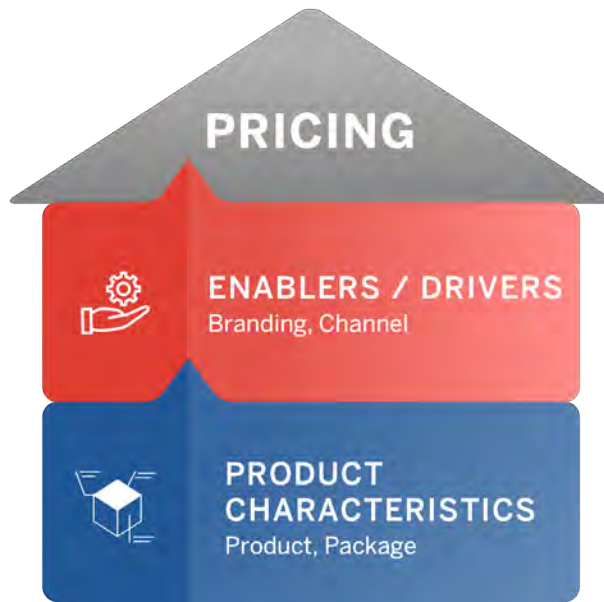 PRICING
ENABLERS / DRIVERS
Branding, Channel
PRODUCT
CHARACTERISTICS
Product, Package